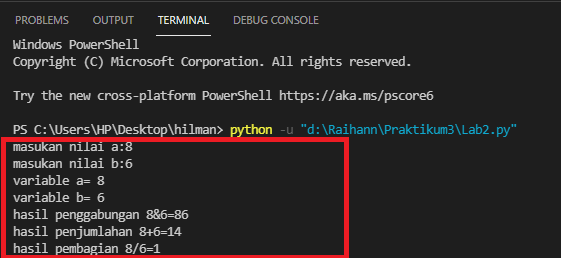 PROBLEMS OUTPUT TERMINAL DEBUG CONSOLE
Windows PowerShell
Copyright (C) Microsoft Corporation. All rights reserved.
Try the new cross-platform PowerShell https://aka.ms/pscore6
PS C:\Users\HP\Desktop\hilman> python -u "d:\Raihann\Praktikum3\Lab2.py"
masukan nilai a:8
masukan nilai b:6
variable a= 8
variable b= 6
hasil penggabungan 8&6=86
hasil penjumlahan 8+6=14
hasil pembagian 8/6=1